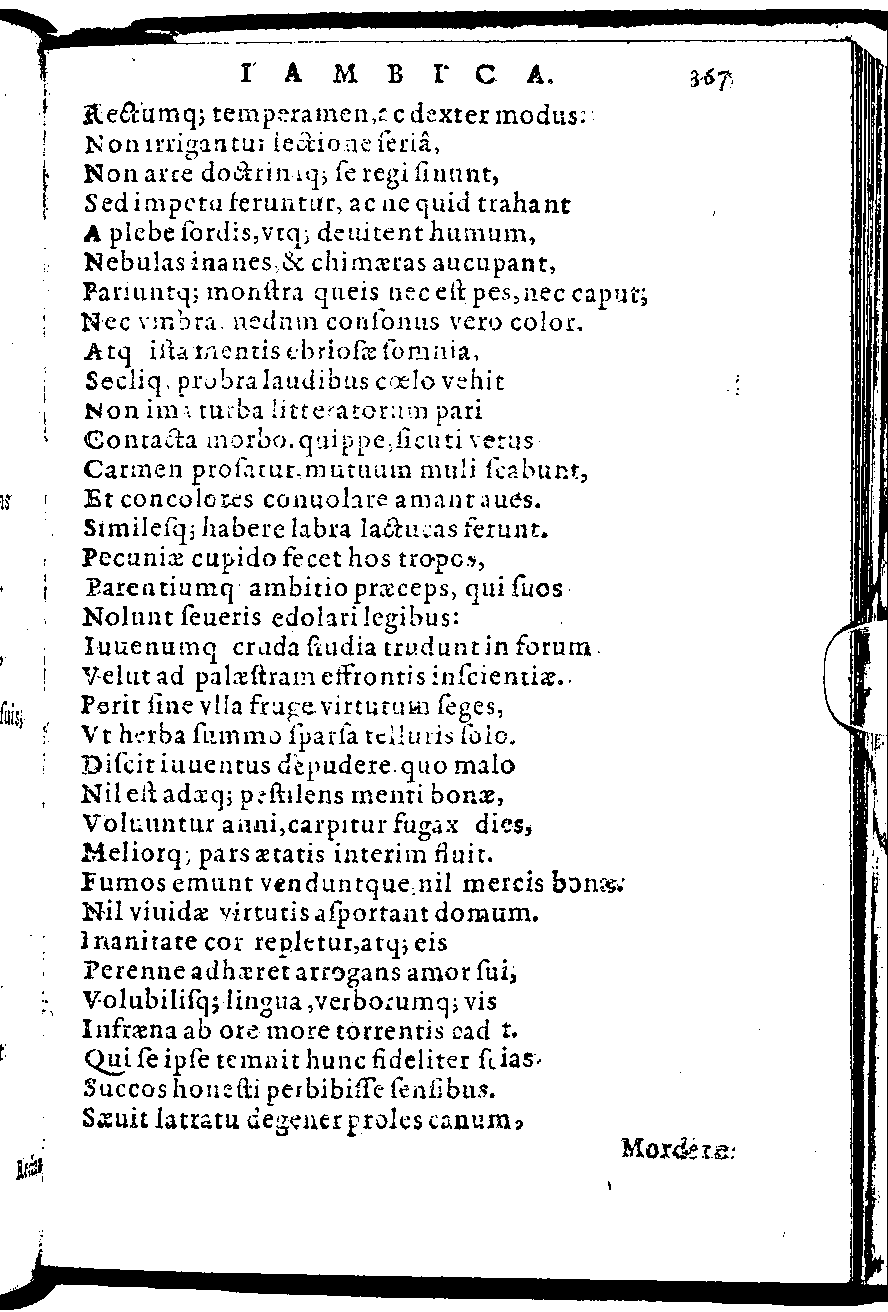 IAMBICA. 367
Rectumq; temperamen, ac dexter modus:
Non irrigantur lectione seriâ,
Non arte doctrinaq; se regi sinunt,
Sed impetu feruntur, ac ne quid trahant
A plebe sordis, vtq; deuitent humum,
Nebulas inanes, & chimæras aucupant,
Pariuntq; monstra queis nec est pes, nec caput;
Nec vmbra, nedum consonus vero color.
Atq ista mentis ebriosæ somnia,
Secliq, probra laudibus cœlo vehit
Non ima turba litteratorum pari
Contacta morbo. quippe, sicuti vetus
Carmen profatur, mutuum muli scabunt,
Et concolores conuolare amant aues.
Similesq; habere labra lactucas ferunt.
Pecuniæ cupido fecet hos tropos,
Parentiumq ambitio præceps, qui suos
Nolunt seueris edolari legibus:
Iuuenumq cruda studia trudunt in forum
Velut ad palæstram effrontis inscientiæ.
Perit sine vlla fruge virtutum seges,
Vt herba summo sparsa telluris solo.
Discit iuuentus depudere. quo malo
Nil est adæq; pestilens menti bonæ,
Voluuntur anni, carpitur fugax dies,
Meliorq; pars ætatis interim fluit.
Fumos emunt venduntque, nil mercis bonæ:
Nil viuidæ virtutis asportant domum.
Inanitate cor repletur, atq; eis
Perenne adhæret arrogans amor sui,
Volubilisq; lingua, verborumq; vis
Infræna ab ore more torrentis cadit.
Qui se ipse temnit hunc fideliter scias
Succos honesti perbibisse sensibus.
Sæuit latratu degener proles canum,
Mordere: